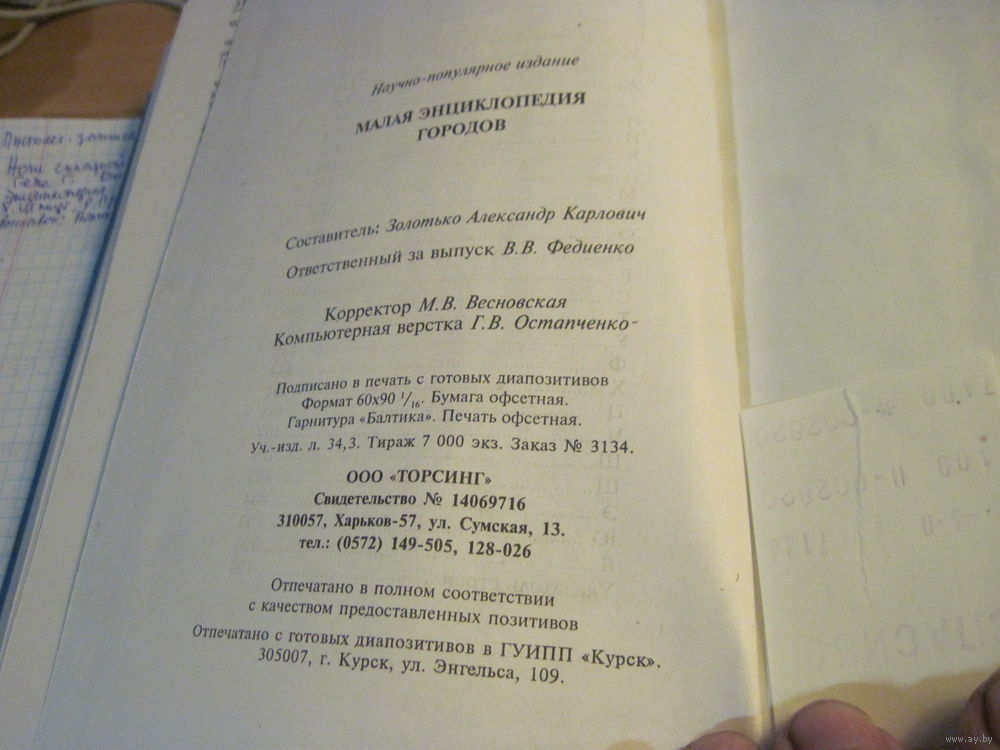 Научно-популярное издание
МАЛАЯ ЭНЦИКЛОПЕДИЯ
ГОРОДОВ
Составитель: Золотько Александр Карлович
Ответственный за выпуск В.В. Федиенко
Корректор М.В. Весновская
Компьютерная верстка Г.В. Остапченко
Подписано в печать с готовых диапозитивов
Формат 60х90 1/16. Бумага офсетная.
Гарнитура «Балтика». Печать офсетная.
Уч.-изд. л. 34,3. Тираж 7 000 экз. Заказ № 3134.
ООО «ТОРСИНГ»
Свидетельство № 14069716
310057, Харьков-57, ул. Сумская, 13.
тел.: (0572) 149-505, 128-026
Отпечатано в полном соответствии
с качеством предоставленных позитивов
Отпечатано с готовых диапозитивов в ГУИПП «Курск».
305007, г. Курск, ул. Энгельса, 109.
www.ay.by